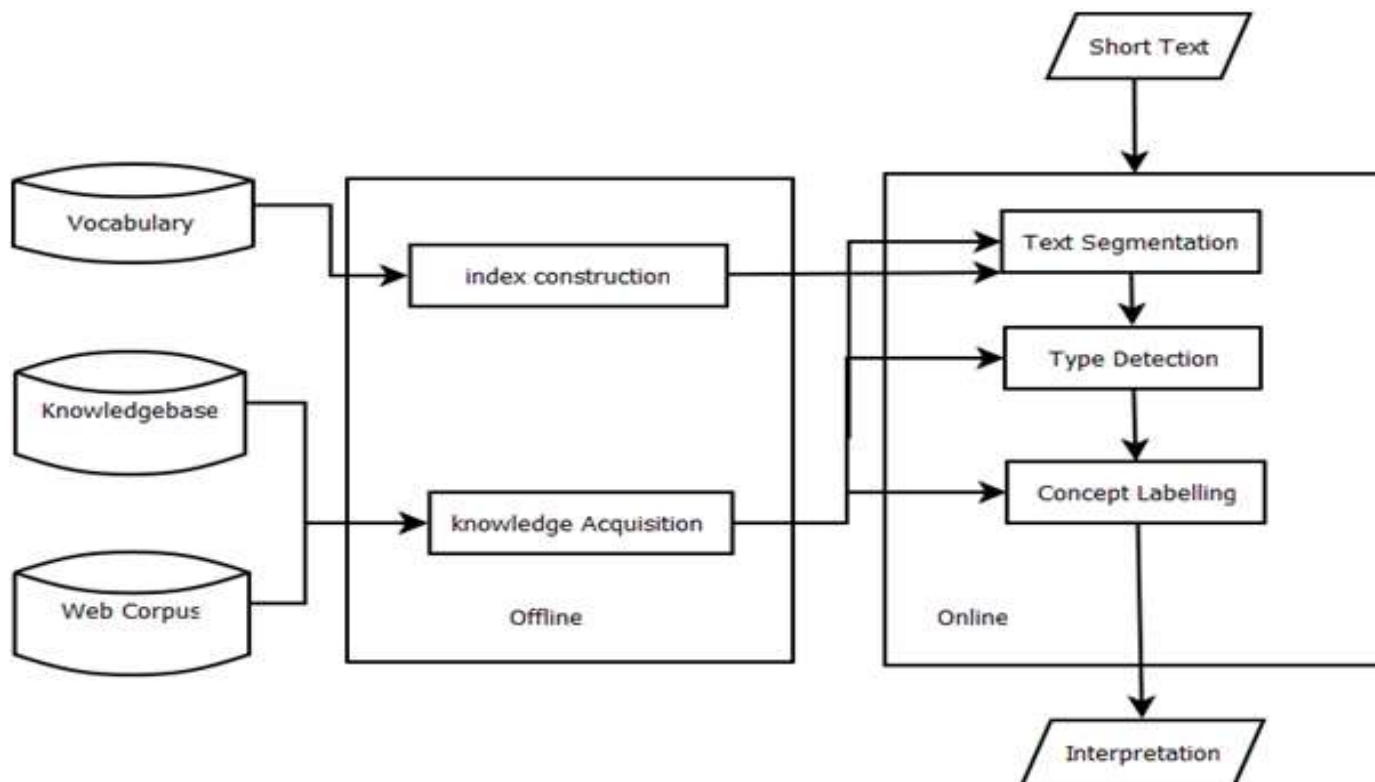 Short Text
Vocabulary
index construction
Text Segmentation
Type Detection
Knowledgebase
Concept Labelling
knowledge Acquisition
Web Corpus
Offline
Online
Interpretation